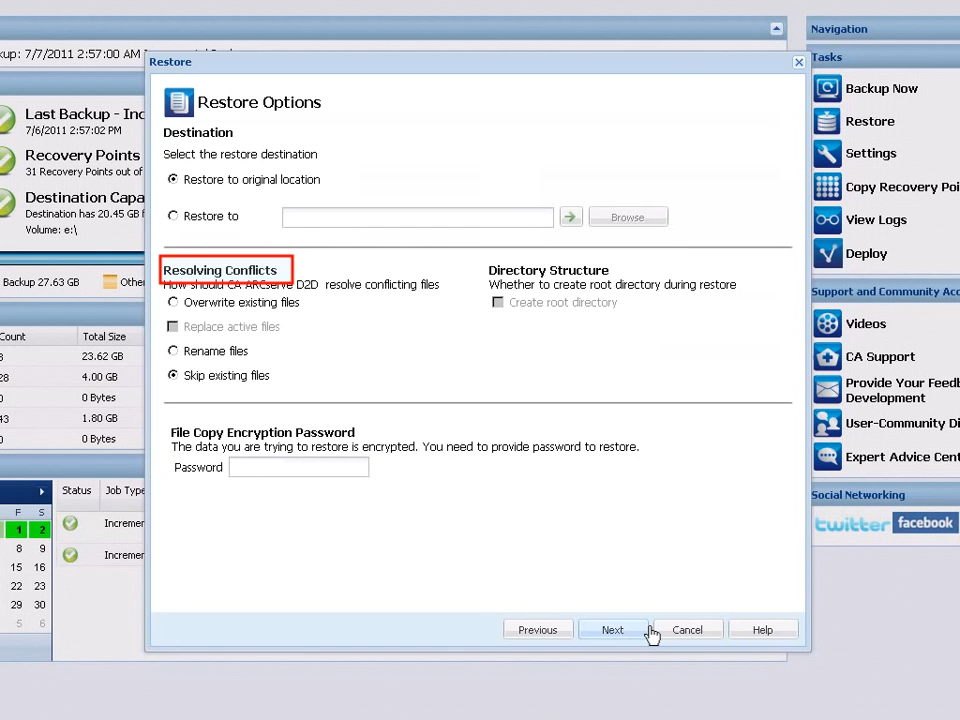 kup: 7/7/2011 2:57:00 AM
Last Backup - Inc
7/6/2011 2:57:02 PM
Recovery Points
31 Recovery Points out of
Destination Capa
Destination has 20.45 GB
Volume: e:\
Backup 27.63 GB
Othe
Count
Total Size
23.62 GB
28
4.00 GB
0 Bytes
43
1.80 GB
0
0 Bytes
Status
Job Type
F S
1 2
Increment
8 9
Increment
15 16
22 23
29 30
5 6
Restore
Restore Options
Destination
Select the restore destination
Restore to original location
Restore to
Browse
Resolving Conflicts
How should CA ARCserve D2D resolve conflicting files
Overwrite existing files
Replace active files
Rename files
Skip existing files
Directory Structure
Whether to create root directory during restore
Create root directory
File Copy Encryption Password
The data you are trying to restore is encrypted. You need to provide password to restore.
Password
Previous
Next
Cancel
Help
Navigation
Tasks
Backup Now
Restore
Settings
Copy Recovery Poi
View Logs
Deploy
Support and Community Acc
Videos
CA Support
Provide Your Feedb
Development
User-Community Di
Expert Advice Cent
Social Networking
twitter
facebook